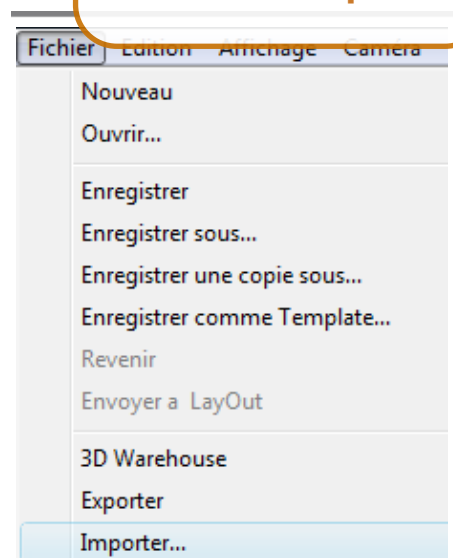 Fichier Edition Affichage Caméra
Nouveau
Ouvrir...
Enregistrer
Enregistrer sous...
Enregistrer une copie sous...
Enregistrer comme Template...
Revenir
Envoyer a LayOut
3D Warehouse
Exporter
Importer...